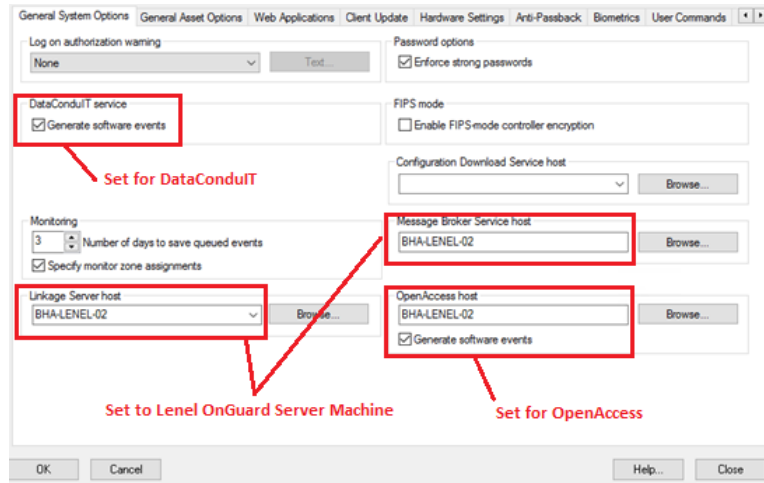 General System Options General Asset Options Web Applications Client Update Hardware Settings Anti-Passback Biometrics User Commands
Log on authorization warning
None
Text...
Password options
Enforce strong passwords
DataConduIT service
Generate software events
FIPS mode
Enable FIPS-mode controller encryption
Set for DataConduIT
Configuration Download Service host
Browse...
Monitoring
3 Number of days to save queued events
Specify monitor zone assignments
Message Broker Service host
BHA-LENEL-02
Browse...
Linkage Server host
BHA-LENEL-02
Browse...
OpenAccess host
BHA-LENEL-02
Browse...
Generate software events
Set to Lenel OnGuard Server Machine
Set for OpenAccess
OK Cancel Help... Close